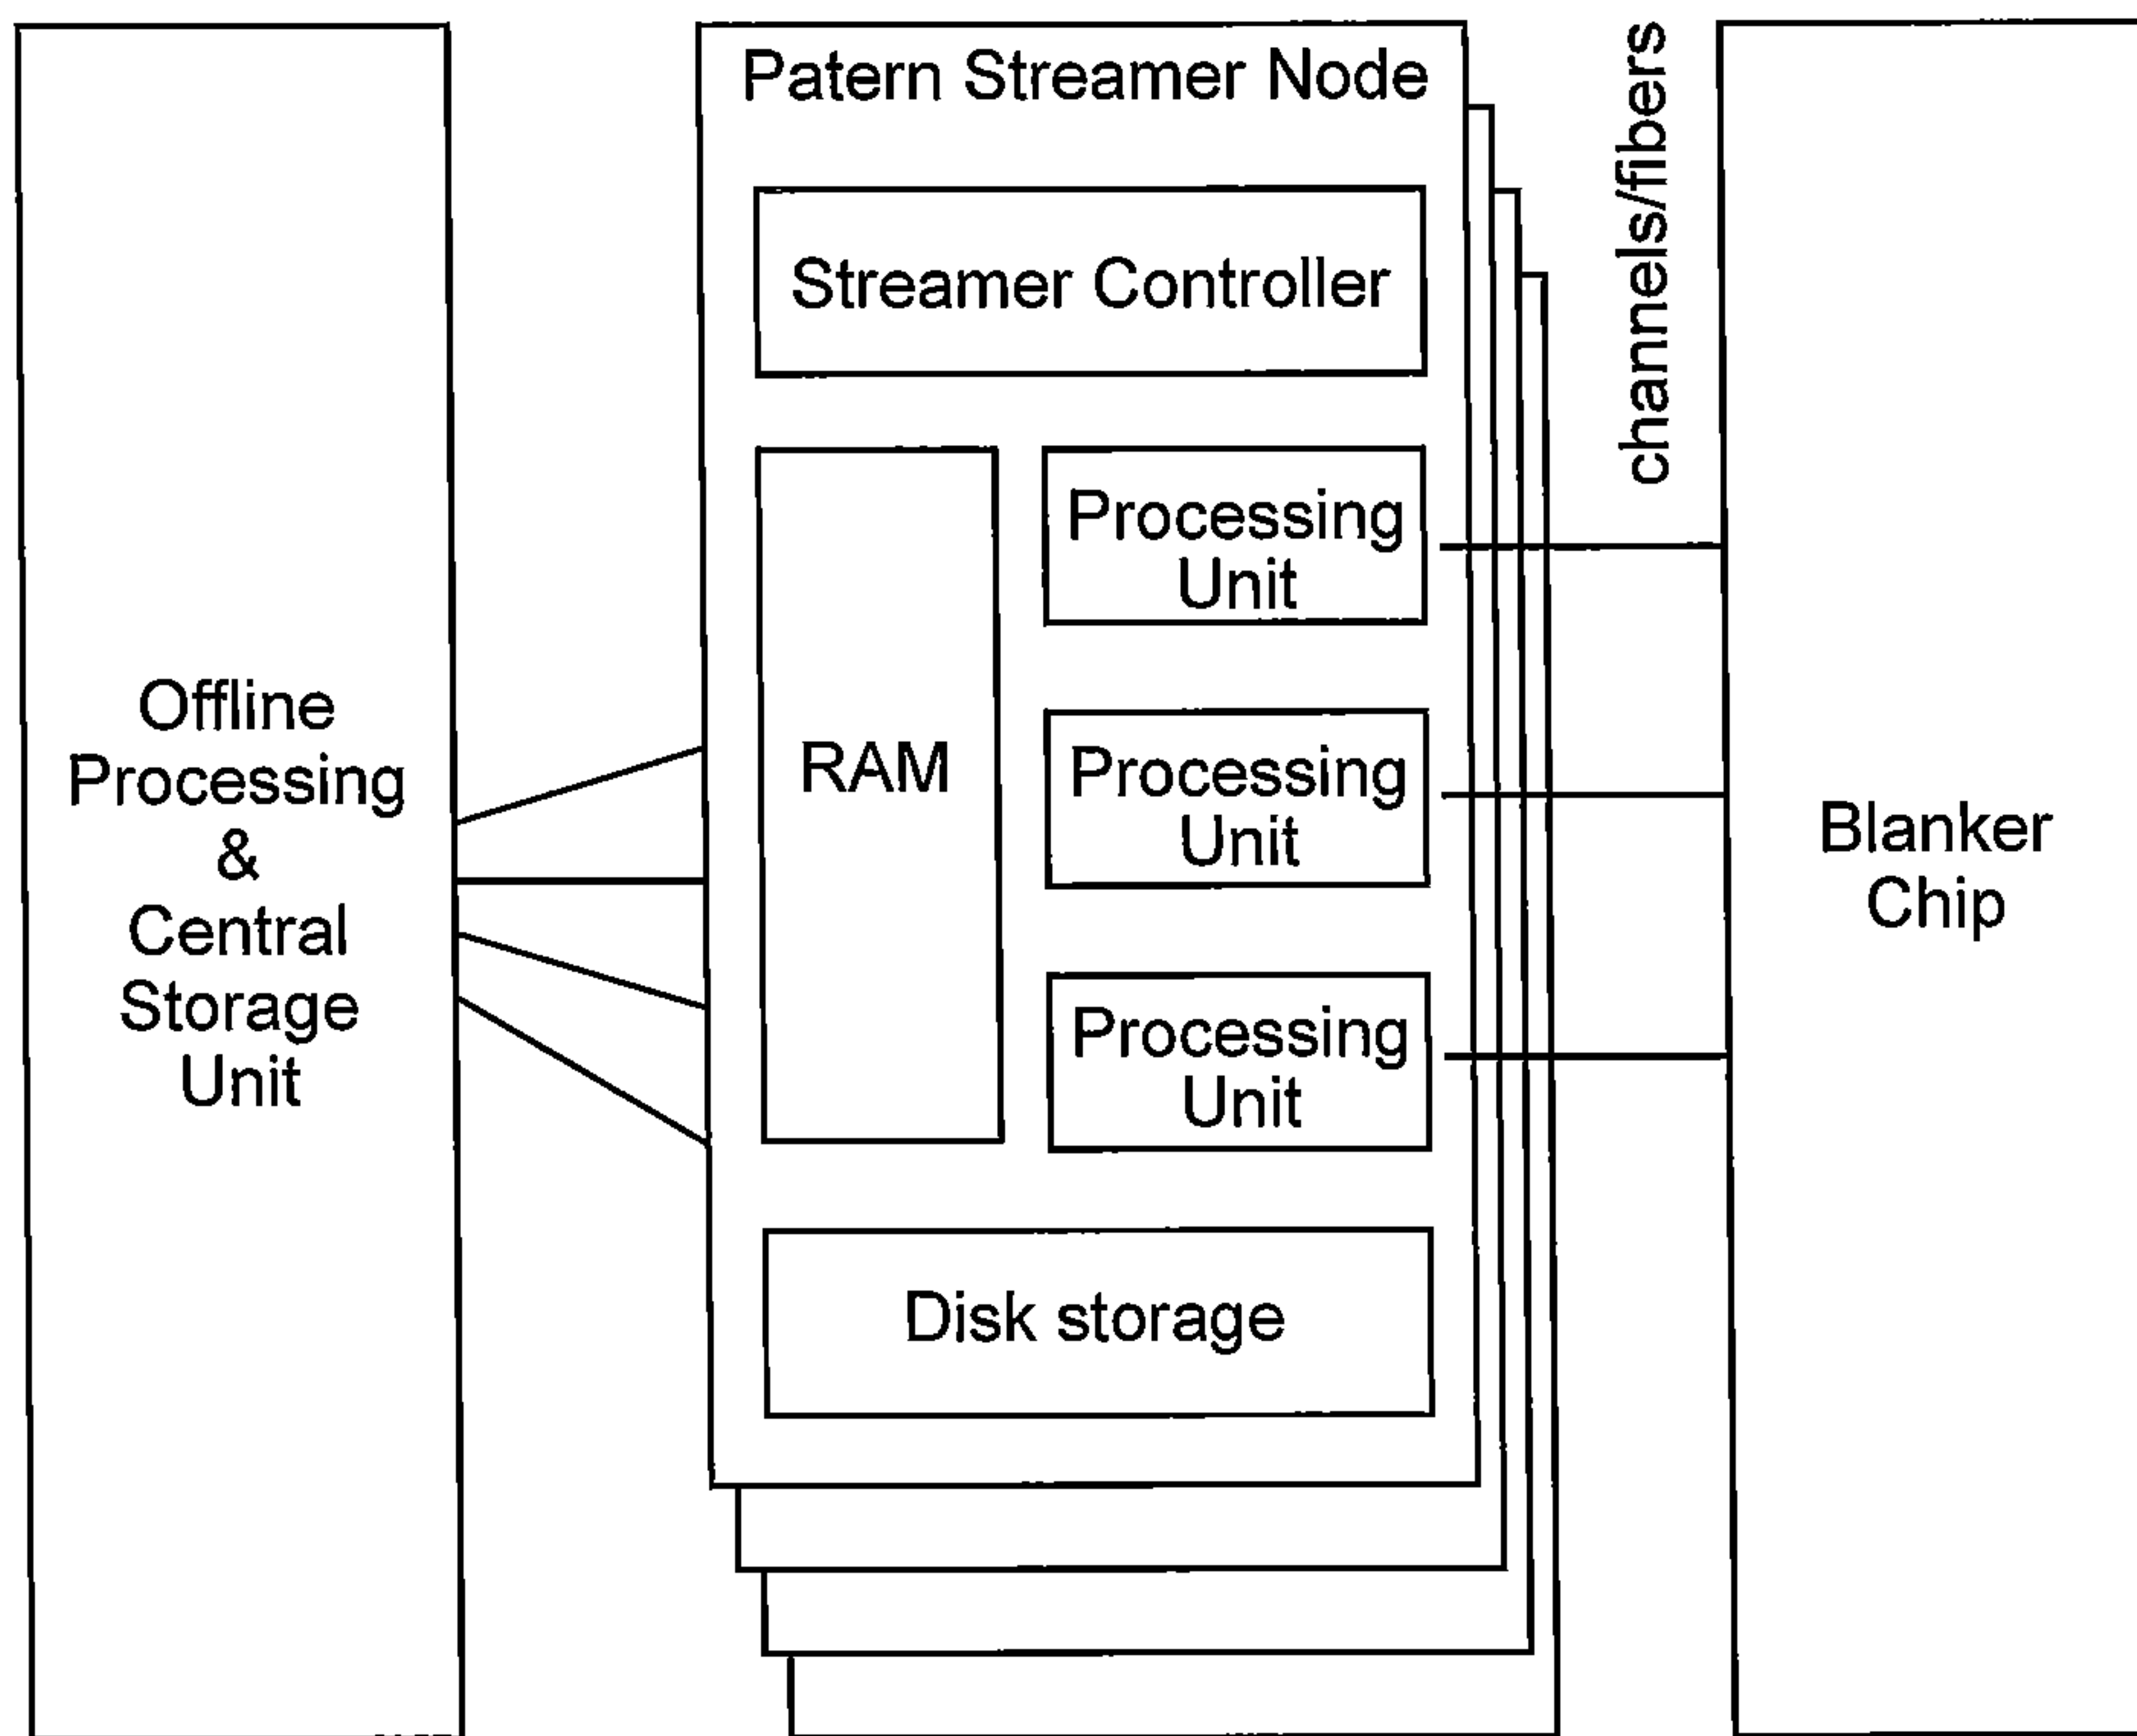 Patern Streamer Node
channels/fibers
Streamer Controller
Processing
Unit
Offline
Processing
&
Central
Storage
Unit
RAM
Processing
Unit
Blanker
Chip
Processing
Unit
Disk storage